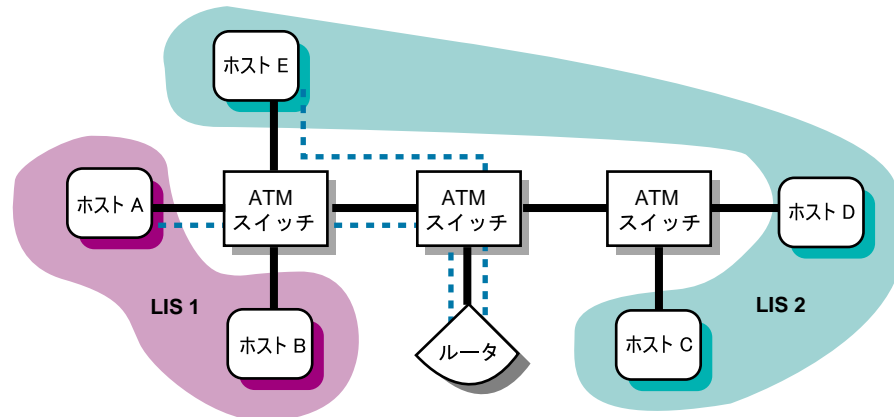 ホスト E
ホスト A
ATM
スイッチ
ATM
スイッチ
ATM
スイッチ
ホスト D
LIS 1
LIS 2
ホスト B
ルータ
ホスト C